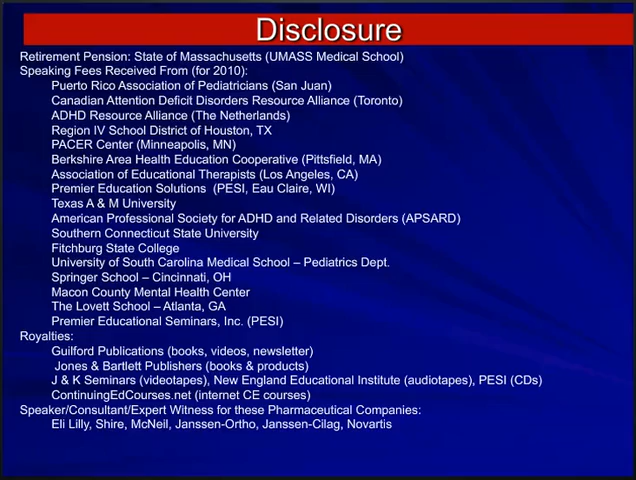 Disclosure
Retirement Pension: State of Massachusetts (UMASS Medical School)
Speaking Fees Received From (for 2010):
Puerto Rico Association of Pediatricians (San Juan)
Canadian Attention Deficit Disorders Resource Alliance (Toronto)
ADHD Resource Alliance (The Netherlands)
Region IV School District of Houston, TX
PACER Center (Minneapolis, MN)
Berkshire Area Health Education Cooperative (Pittsfield, MA)
Association of Educational Therapists (Los Angeles, CA)
Premier Education Solutions (PESI, Eau Claire, WI)
Texas A & M University
American Professional Society for ADHD and Related Disorders (APSARD)
Southern Connecticut State University
Fitchburg State College
University of South Carolina Medical School – Pediatrics Dept.
Springer School – Cincinnati, OH
Macon County Mental Health Center
The Lovett School – Atlanta, GA
Premier Educational Seminars, Inc. (PESI)
Royalties:
Guilford Publications (books, videos, newsletter)
Jones & Bartlett Publishers (books & products)
J & K Seminars (videotapes), New England Educational Institute (audiotapes), PESI (CDs)
ContinuingEdCourses.net (internet CE courses)
Speaker/Consultant/Expert Witness for these Pharmaceutical Companies:
Eli Lilly, Shire, McNeil, Janssen-Ortho, Janssen-Cilag, Novartis